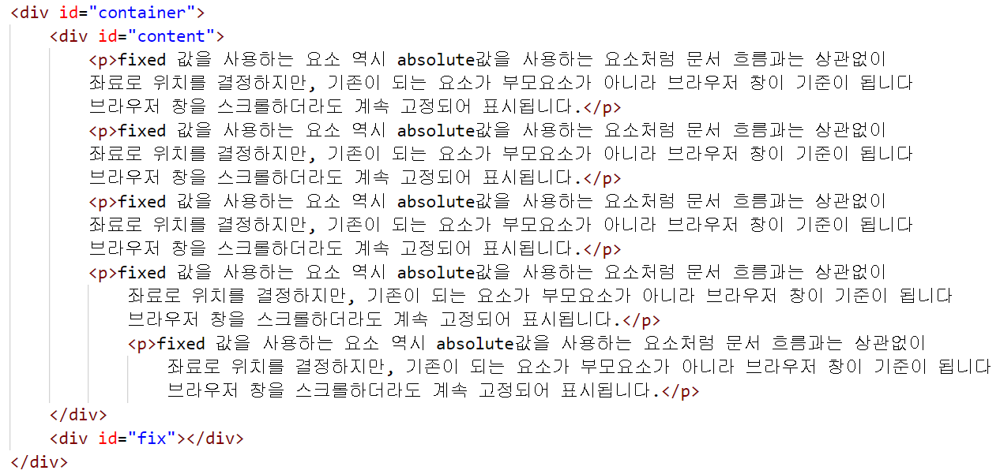 <div id="container">
<div id="content">
<p>fixed 값을 사용하는 요소 역시 absolute값을 사용하는 요소처럼 문서 흐름과는 상관없이
좌료로 위치를 결정하지만, 기존이 되는 요소가 부모요소가 아니라 브라우저 창이 기준이 됩니다
브라우저 창을 스크롤하더라도 계속 고정되어 표시됩니다.</p>
<p>fixed 값을 사용하는 요소 역시 absolute값을 사용하는 요소처럼 문서 흐름과는 상관없이
좌료로 위치를 결정하지만, 기존이 되는 요소가 부모요소가 아니라 브라우저 창이 기준이 됩니다
브라우저 창을 스크롤하더라도 계속 고정되어 표시됩니다.</p>
<p>fixed 값을 사용하는 요소 역시 absolute값을 사용하는 요소처럼 문서 흐름과는 상관없이
좌료로 위치를 결정하지만, 기존이 되는 요소가 부모요소가 아니라 브라우저 창이 기준이 됩니다
브라우저 창을 스크롤하더라도 계속 고정되어 표시됩니다.</p>
<p>fixed 값을 사용하는 요소 역시 absolute값을 사용하는 요소처럼 문서 흐름과는 상관없이
좌료로 위치를 결정하지만, 기존이 되는 요소가 부모요소가 아니라 브라우저 창이 기준이 됩니다
브라우저 창을 스크롤하더라도 계속 고정되어 표시됩니다.</p>
<p>fixed 값을 사용하는 요소 역시 absolute값을 사용하는 요소처럼 문서 흐름과는 상관없이
좌료로 위치를 결정하지만, 기존이 되는 요소가 부모요소가 아니라 브라우저 창이 기준이 됩니다
브라우저 창을 스크롤하더라도 계속 고정되어 표시됩니다.</p>
</div>
<div id="fix"></div>
</div>